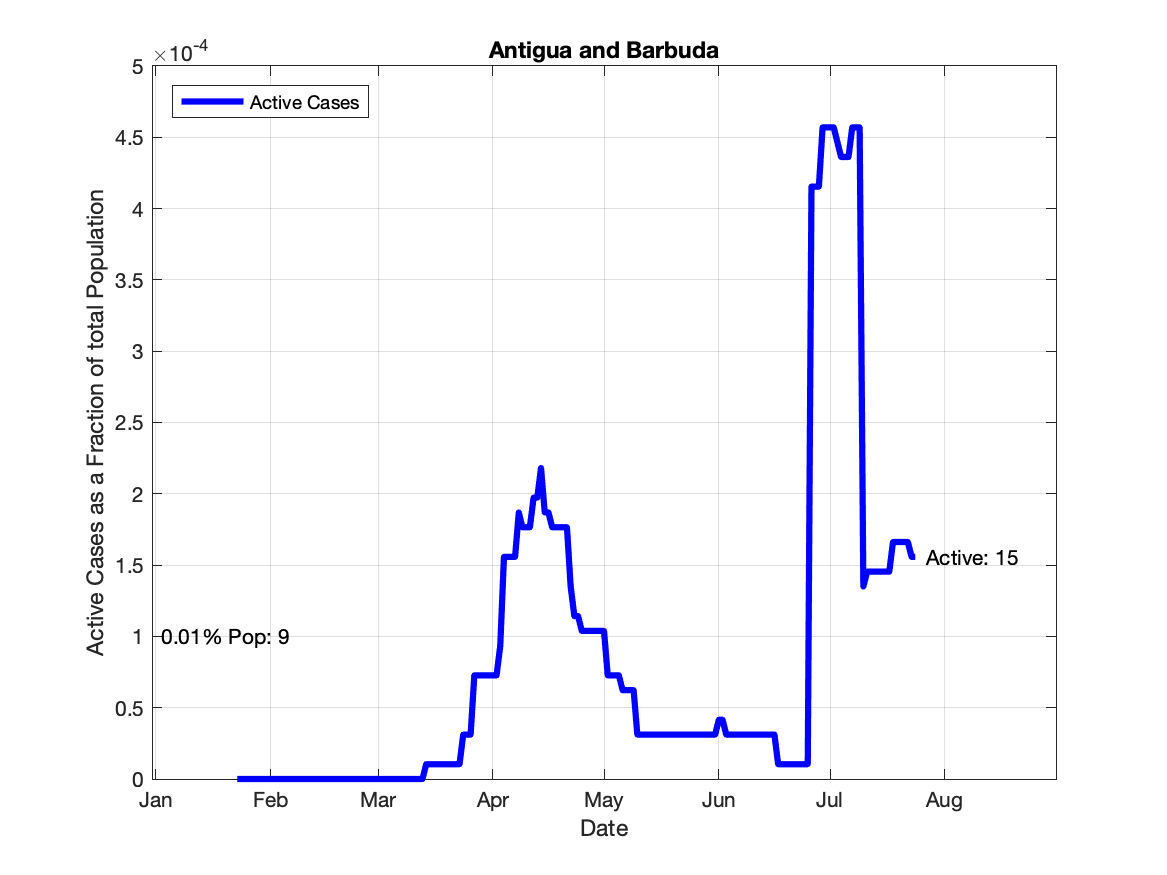 Antigua and Barbuda
×10-4
5
4.5
4
3.5
3
2.5
2
1.5
1
0.5
0
Active Cases
Active Cases as a Fraction of total Population
0.01% Pop: 9
Active: 15
Jan Feb Mar Apr May Jun Jul Aug
Date